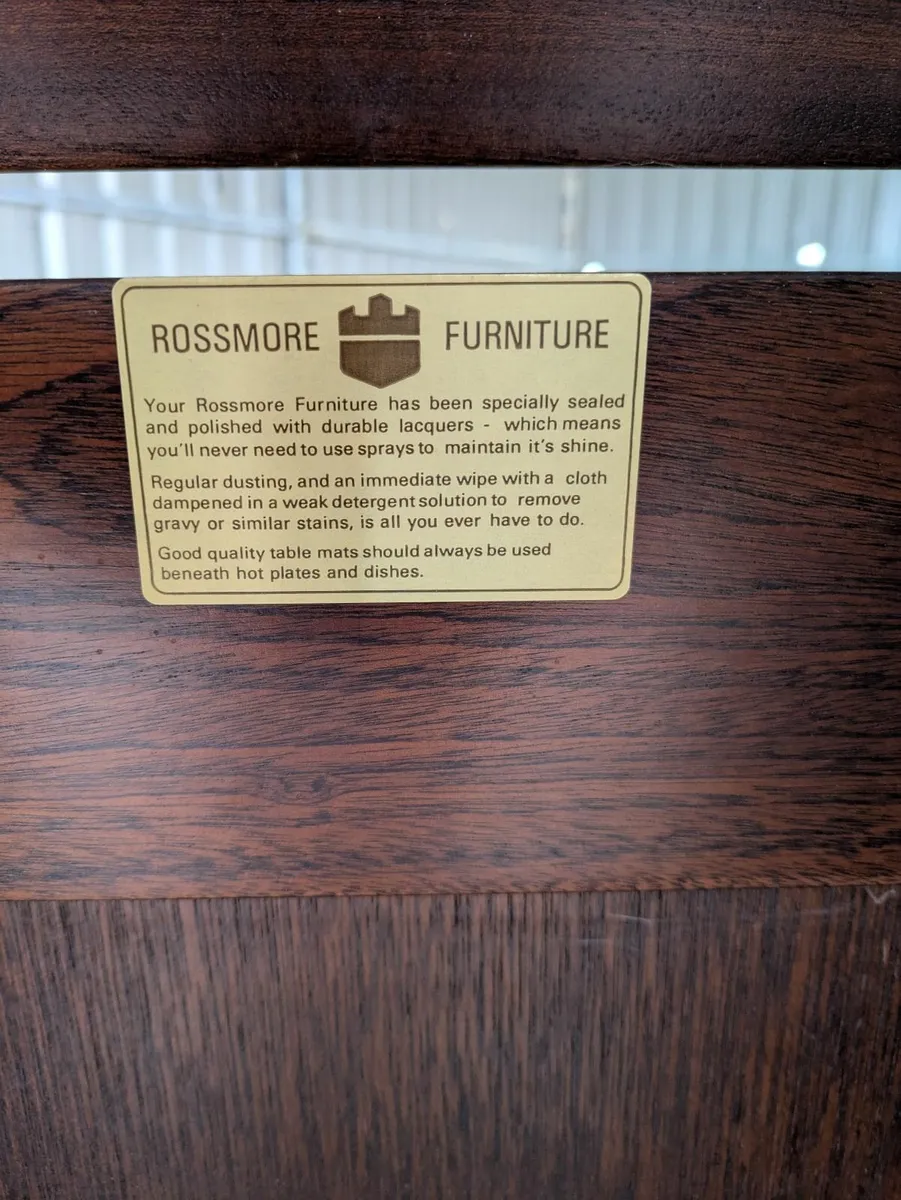 ROSSMORE FURNITURE
Your Rossmore Furniture has been specially sealed
and polished with durable lacquers - which means
you'll never need to use sprays to maintain it's shine.
Regular dusting, and an immediate wipe with a cloth
dampened in a weak detergent solution to remove
gravy or similar stains, is all you ever have to do.
Good quality table mats should always be used
beneath hot plates and dishes.